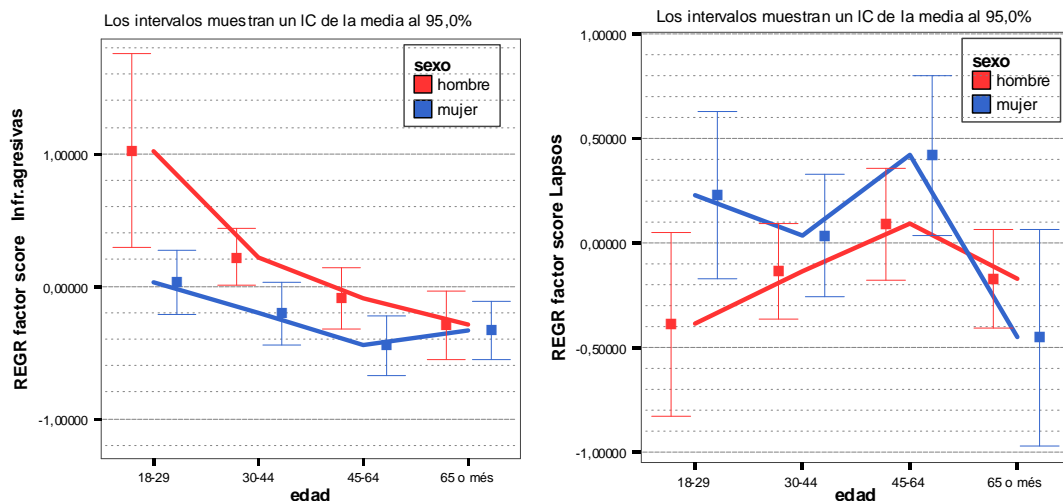 Los intervalos muestran un IC de la media al 95,0%
sexo
hombre
mujer
REGR factor score Infr.agresivas
1,00000
0,00000
-1,00000
18-29
30-44
45-64
65 o més
edad
Los intervalos muestran un IC de la media al 95,0%
sexo
hombre
mujer
REGR factor score Lapsos
1,00000
0,50000
0,00000
-0,50000
-1,00000
18-29
30-44
45-64
65 o més
edad